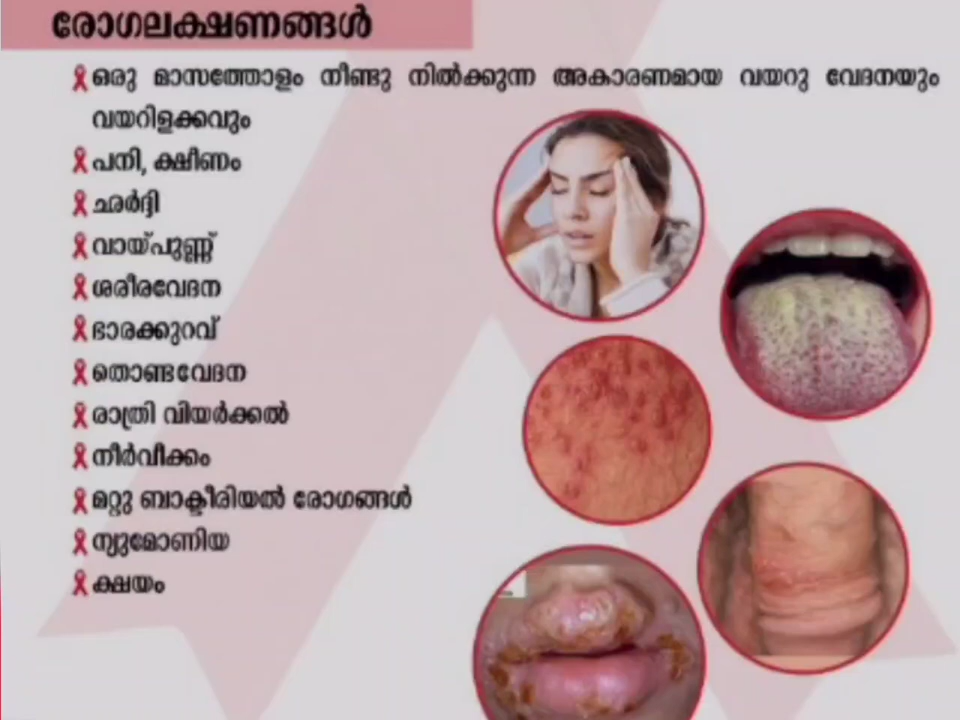 രോഗലക്ഷണങ്ങൾ
ഒരു മാസത്തോളം നീണ്ടു നിൽക്കുന്ന അകാരണമായ വയറു വേദനയും
വയറിളക്കവും
പനി, ക്ഷീണം
ഛർദ്ദി
വായ്പുണ്ണ്
ശരീരവേദന
ഭാരക്കുറവ്
തൊണ്ടവേദന
രാത്രി വിയർക്കൽ
നീർവീക്കം
മറ്റു ബാക്ടീരിയൽ രോഗങ്ങൾ
ന്യുമോണിയ
ക്ഷയം